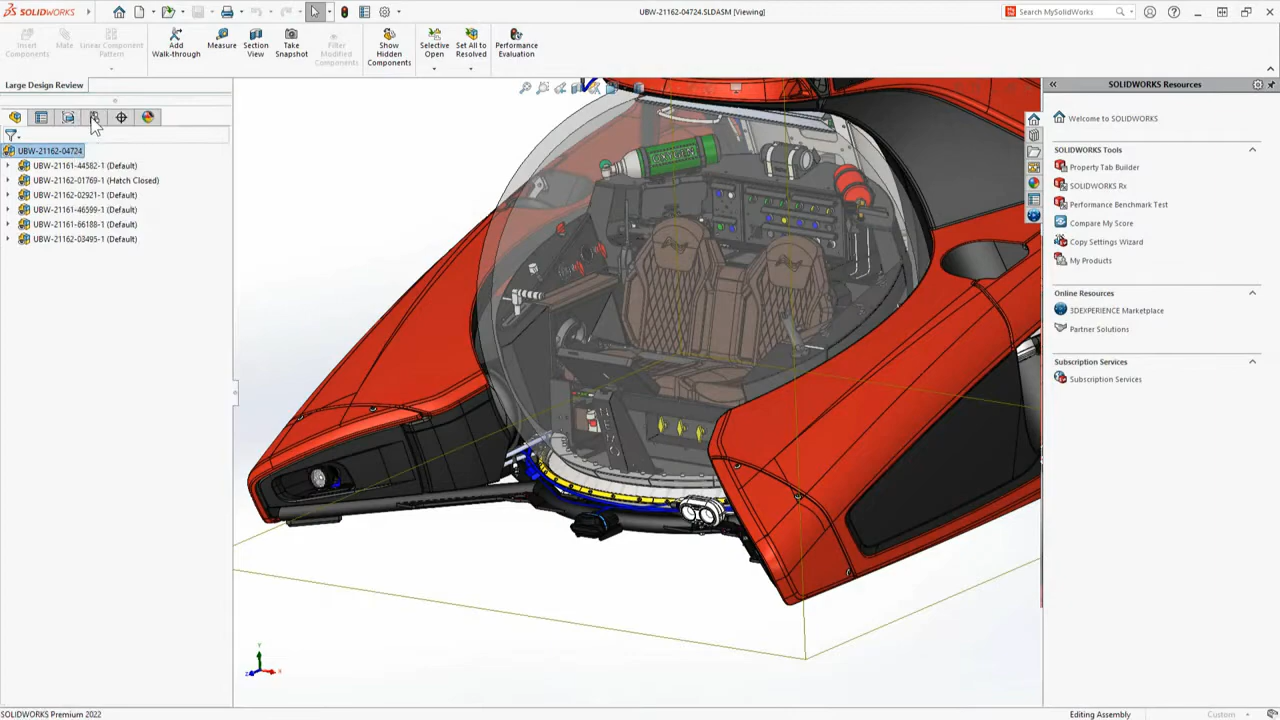 SOLIDWORKS
UBW-21162-04724.SLDASM [Viewing]
Search MySolidWorks
Insert Components
Mate
Linear Component Pattern
Add Walk-through
Measure
Section View
Take Snapshot
Filter Modified Components
Show Hidden Components
Selective Open
Set All to Resolved
Performance Evaluation
Large Design Review
UBW-21162-04724
UBW-21161-44582-1 (Default)
UBW-21162-01769-1 (Hatch Closed)
UBW-21162-02921-1 (Default)
UBW-21161-46599-1 (Default)
UBW-21161-66188-1 (Default)
UBW-21162-03495-1 (Default)
OXYGEN
Y
X
Z
SOLIDWORKS Resources
Welcome to SOLIDWORKS
SOLIDWORKS Tools
Property Tab Builder
SOLIDWORKS Rx
Performance Benchmark Test
Compare My Score
Copy Settings Wizard
My Products
Online Resources
3DEXPERIENCE Marketplace
Partner Solutions
Subscription Services
Subscription Services
SOLIDWORKS Premium 2022
Editing Assembly
Custom